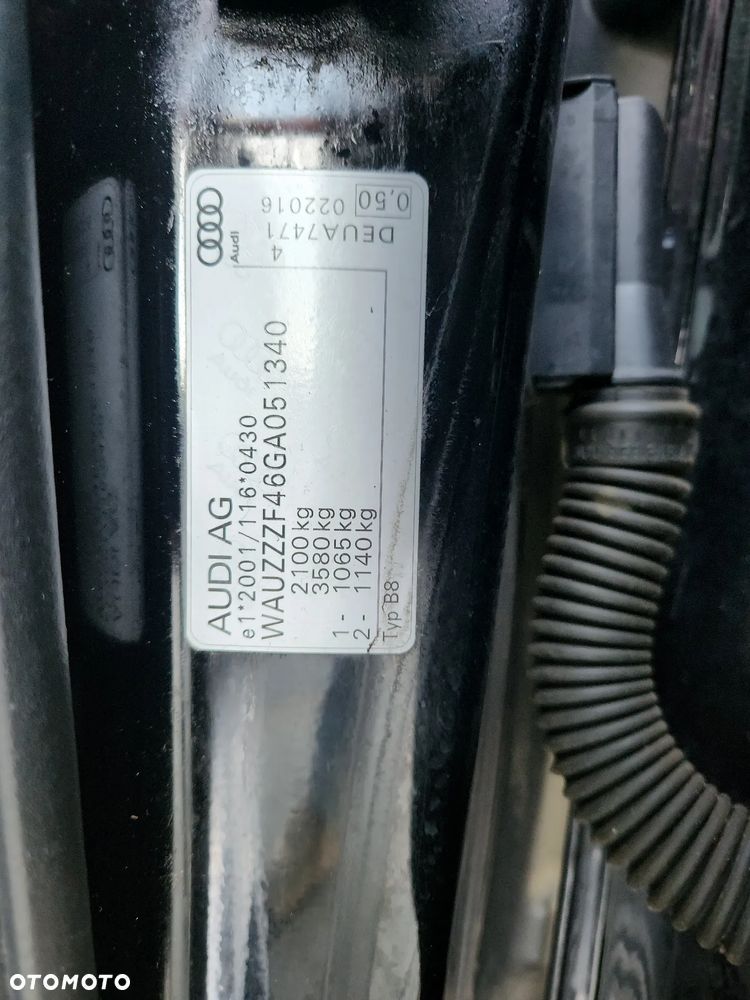 AUDI AG
e1*2001/116*0430
WAUZZZF46GA051340
2100 kg
3580 kg
1- 1065 kg
2- 1140 kg
Typ B8
Audi
4
DEUA7471
022016
0,50
OTOMOTO